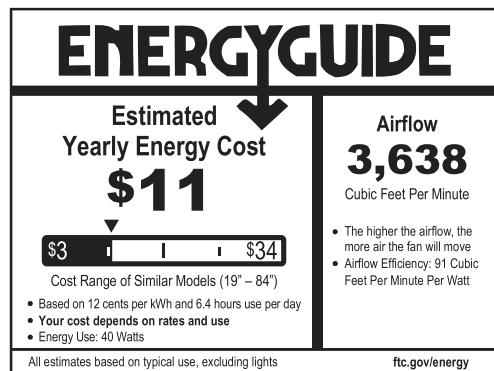 ENERGYGUIDE
Estimated
Yearly Energy Cost
$11
$3
$34
Cost Range of Similar Models (19” – 84”)
• Based on 12 cents per kWh and 6.4 hours use per day
• Your cost depends on rates and use
• Energy Use: 40 Watts
Airflow
3,638
Cubic Feet Per Minute
• The higher the airflow, the
more air the fan will move
• Airflow Efficiency: 91 Cubic
Feet Per Minute Per Watt
All estimates based on typical use, excluding lights
ftc.gov/energy